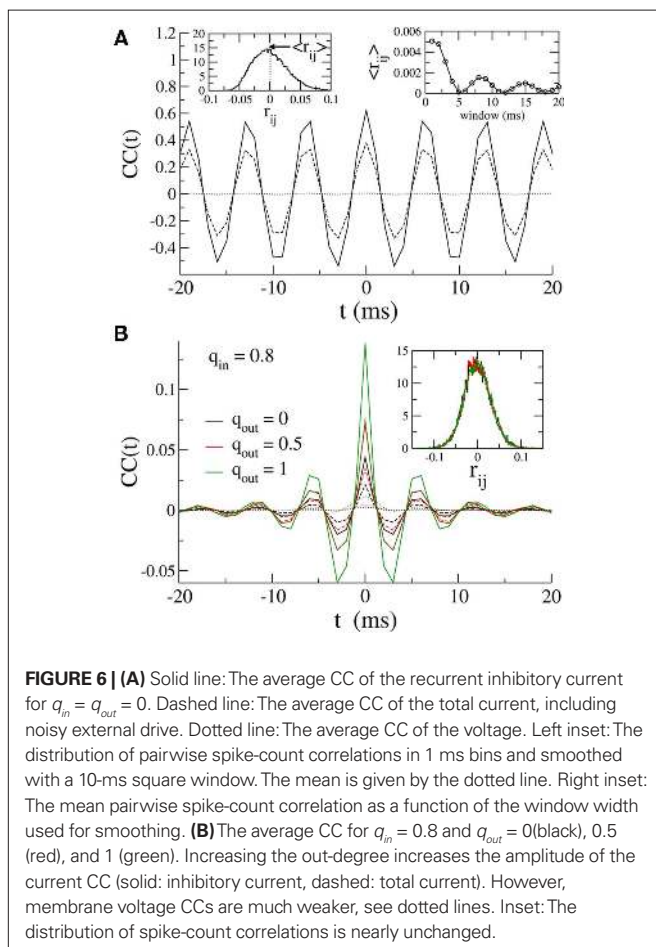 A
1.2
1
0.8
0.6
0.4
0.2
0
-0.2
-0.4
CC(t)
20
15
10
5
0
-0.1 -0.05 0 0.05 0.1
r_ij
<r_ij>
<r_ij>
0.006
0.004
0.002
0
0 5 10 15 20
window (ms)
-20 -10 0 10 20
t (ms)
B
q_in = 0.8
q_out = 0
q_out = 0.5
q_out = 1
0.1
0.05
0
-0.05
CC(t)
15
10
5
0
-0.1 0 0.1
r_ij
-20 -10 0 10 20
t (ms)
FIGURE 6 | (A) Solid line: The average CC of the recurrent inhibitory current
for q_in = q_out = 0. Dashed line: The average CC of the total current, including
noisy external drive. Dotted line: The average CC of the voltage. Left inset: The
distribution of pairwise spike-count correlations in 1 ms bins and smoothed
with a 10-ms square window. The mean is given by the dotted line. Right inset:
The mean pairwise spike-count correlation as a function of the window width
used for smoothing. (B) The average CC for q_in = 0.8 and q_out = 0(black), 0.5
(red), and 1 (green). Increasing the out-degree increases the amplitude of the
current CC (solid: inhibitory current, dashed: total current). However,
membrane voltage CCs are much weaker, see dotted lines. Inset: The
distribution of spike-count correlations is nearly unchanged.